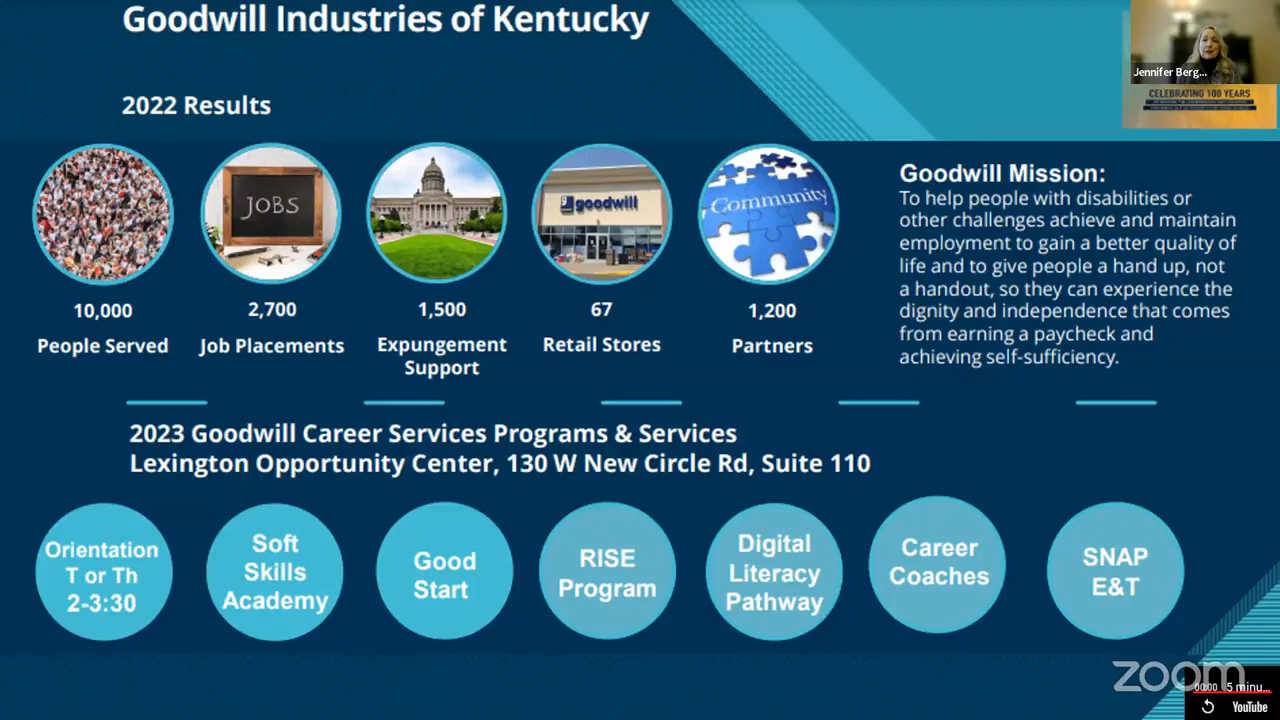 Goodwill Industries of Kentucky
2022 Results
Jennifer Berg...
CELEBRATING 100 YEARS
JOBS
goodwill
Community
10,000
People Served
2,700
Job Placements
1,500
Expungement
Support
67
Retail Stores
1,200
Partners
Goodwill Mission:
To help people with disabilities or
other challenges achieve and maintain
employment to gain a better quality of
life and to give people a hand up, not
a handout, so they can experience the
dignity and independence that comes
from earning a paycheck and
achieving self-sufficiency.
2023 Goodwill Career Services Programs & Services
Lexington Opportunity Center, 130 W New Circle Rd, Suite 110
Orientation
T or Th
2-3:30
Soft
Skills
Academy
Good
Start
RISE
Program
Digital
Literacy
Pathway
Career
Coaches
SNAP
E&T
zoom
00:00 5 minu...
YouTube